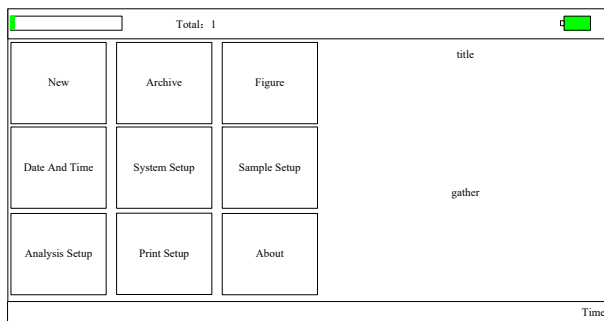 Total：1
title
New Archive Figure
Date And Time System Setup Sample Setup
gather
Analysis Setup Print Setup About
Time